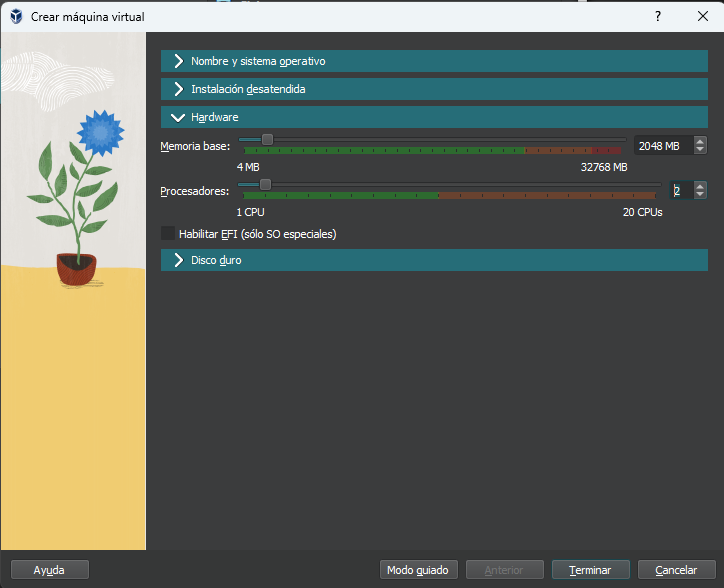 Crear máquina virtual
?
Nombre y sistema operativo
Instalación desatendida
Hardware
Memoria base: 2048 MB
4 MB 32768 MB
Procesadores: 2
1 CPU 20 CPUs
Habilitar EFI (sólo SO especiales)
Disco duro
Ayuda Modo guiado Anterior Terminar Cancelar